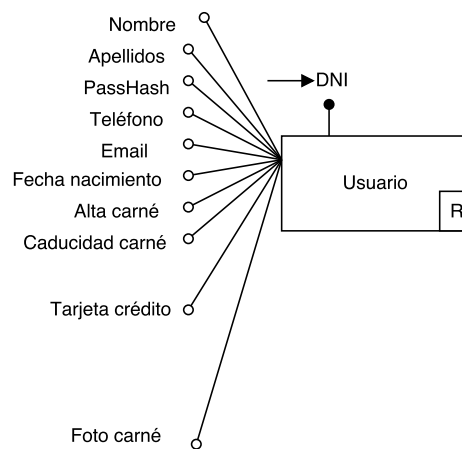 Nombre
Apellidos
DNI
PassHash
Teléfono
Email
Fecha nacimiento
Usuario
Alta carné
R
Caducidad carné
Tarjeta crédito
Foto carné